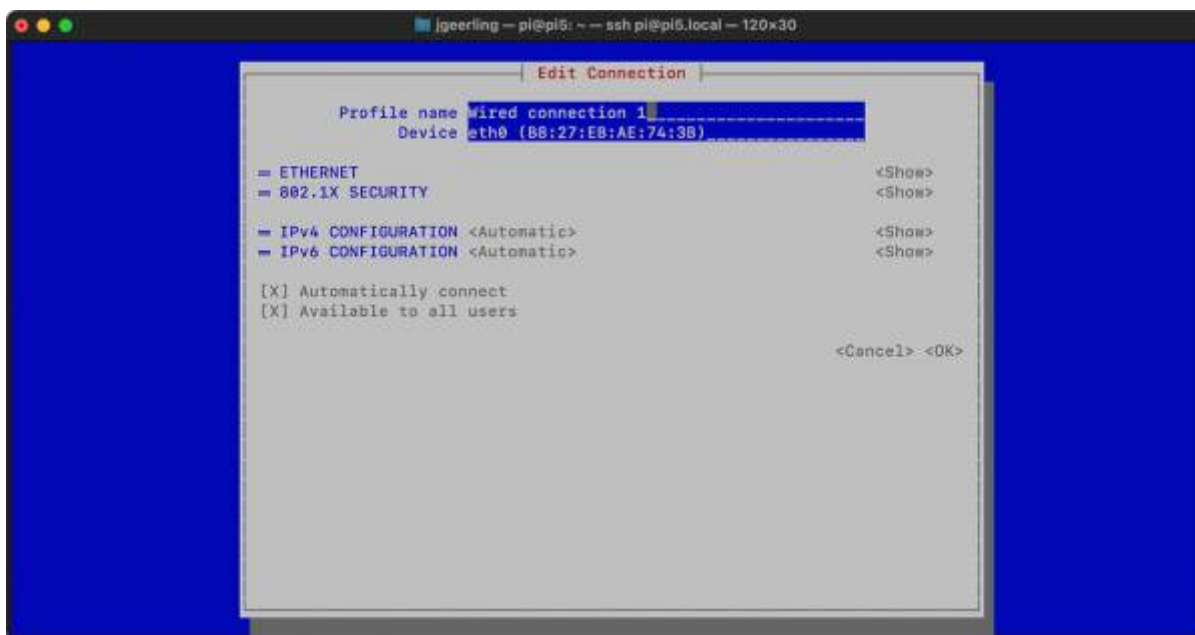 jgeerling — pi@pi5: ~ — ssh pi@pi5.local — 120×30
Edit Connection
Profile name Wired connection 1
Device eth0 (B8:27:EB:AE:74:3B)
= ETHERNET <Show>
= 802.1X SECURITY <Show>
= IPv4 CONFIGURATION <Automatic> <Show>
= IPv6 CONFIGURATION <Automatic> <Show>
[X] Automatically connect
[X] Available to all users
<Cancel> <OK>